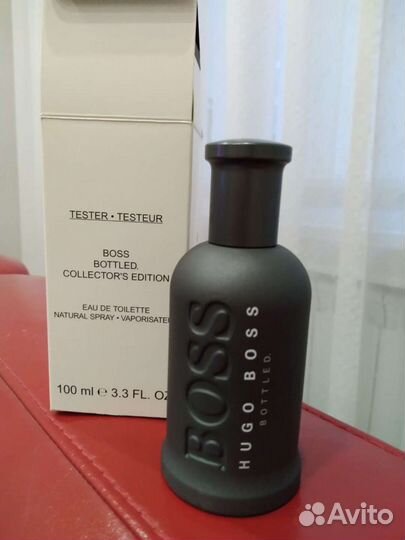 TESTER • TESTEUR
BOSS
BOTTLED.
COLLECTOR'S EDITION
EAU DE TOILETTE
NATURAL SPRAY • VAPORISATEU
100 ml ℮ 3.3 FL. OZ
BOSS
HUGO BOSS
BOTTLED.
Avito